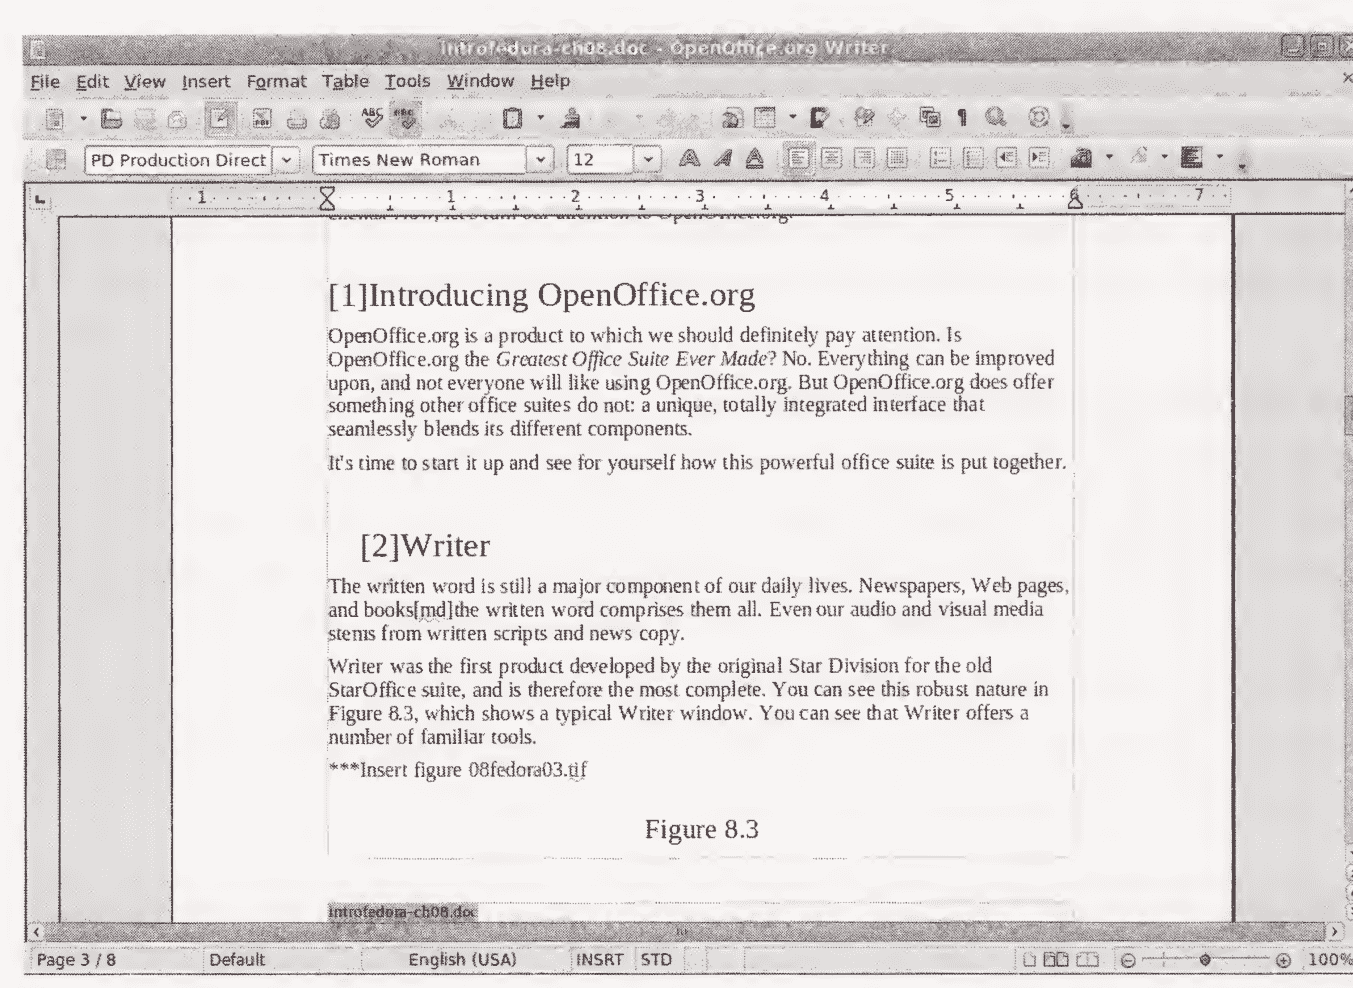 introfedora-ch08.doc - OpenOffice.org Writer
File Edit View Insert Format Table Tools Window Help
PD Production Direct Times New Roman 12
1 1 2 3 4 5 6 7
[1]Introducing OpenOffice.org
OpenOffice.org is a product to which we should definitely pay attention. Is
OpenOffice.org the Greatest Office Suite Ever Made? No. Everything can be improved
upon, and not everyone will like using OpenOffice.org. But OpenOffice.org does offer
something other office suites do not: a unique, totally integrated interface that
seamlessly blends its different components.
It's time to start it up and see for yourself how this powerful office suite is put together.
[2]Writer
The written word is still a major component of our daily lives. Newspapers, Web pages,
and books[md]the written word comprises them all. Even our audio and visual media
stems from written scripts and news copy.
Writer was the first product developed by the original Star Division for the old
StarOffice suite, and is therefore the most complete. You can see this robust nature in
Figure 8.3, which shows a typical Writer window. You can see that Writer offers a
number of familiar tools.
***Insert figure 08fedora03.tif
Figure 8.3
introfedora-ch08.doc
Page 3 / 8 Default English (USA) INSRT STD 100%